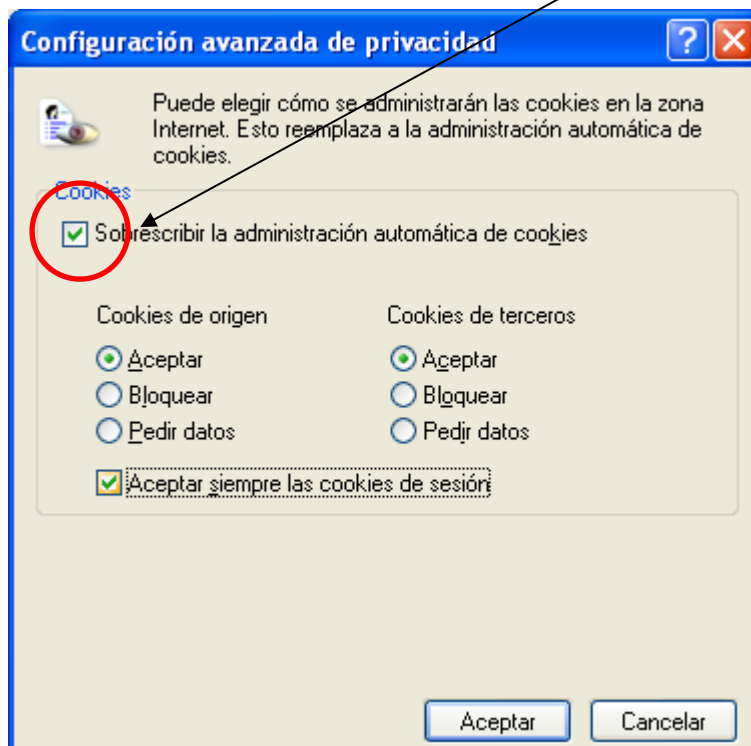 Configuración avanzada de privacidad
Puede elegir cómo se administrarán las cookies en la zona
Internet. Esto reemplaza a la administración automática de
cookies.
Cookies
Sobrescribir la administración automática de cookies
Cookies de origen Cookies de terceros
Aceptar Aceptar
Bloquear Bloquear
Pedir datos Pedir datos
Aceptar siempre las cookies de sesión
Aceptar Cancelar